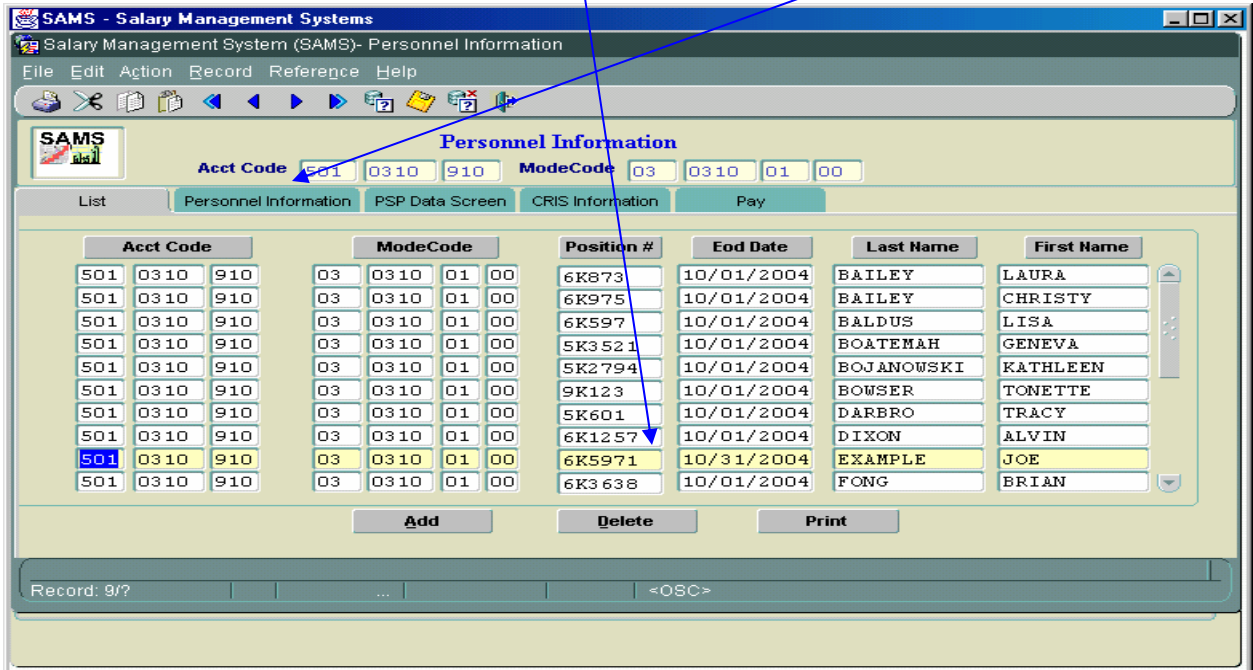 SAMS - Salary Management Systems
Salary Management System (SAMS)- Personnel Information
File Edit Action Record Reference Help
SAMS
Personnel Information
Acct Code 501 0310 910 ModeCode 03 0310 01 00
List Personnel Information PSP Data Screen CRIS Information Pay
Acct Code ModeCode Position # Eod Date Last Name First Name
501 0310 910 03 0310 01 00 6K873 10/01/2004 BAILEY LAURA
501 0310 910 03 0310 01 00 6K975 10/01/2004 BAILEY CHRISTY
501 0310 910 03 0310 01 00 6K597 10/01/2004 BALDUS LISA
501 0310 910 03 0310 01 00 5K3521 10/01/2004 BOATEMAH GENEVA
501 0310 910 03 0310 01 00 5K2794 10/01/2004 BOJANOWSKI KATHLEEN
501 0310 910 03 0310 01 00 9K123 10/01/2004 BOWSER TONETTE
501 0310 910 03 0310 01 00 5K601 10/01/2004 DARBRO TRACY
501 0310 910 03 0310 01 00 6K1257 10/01/2004 DIXON ALVIN
501 0310 910 03 0310 01 00 6K5971 10/31/2004 EXAMPLE JOE
501 0310 910 03 0310 01 00 6K3638 10/01/2004 FONG BRIAN
Add Delete Print
Record: 9/? ... <OSC>